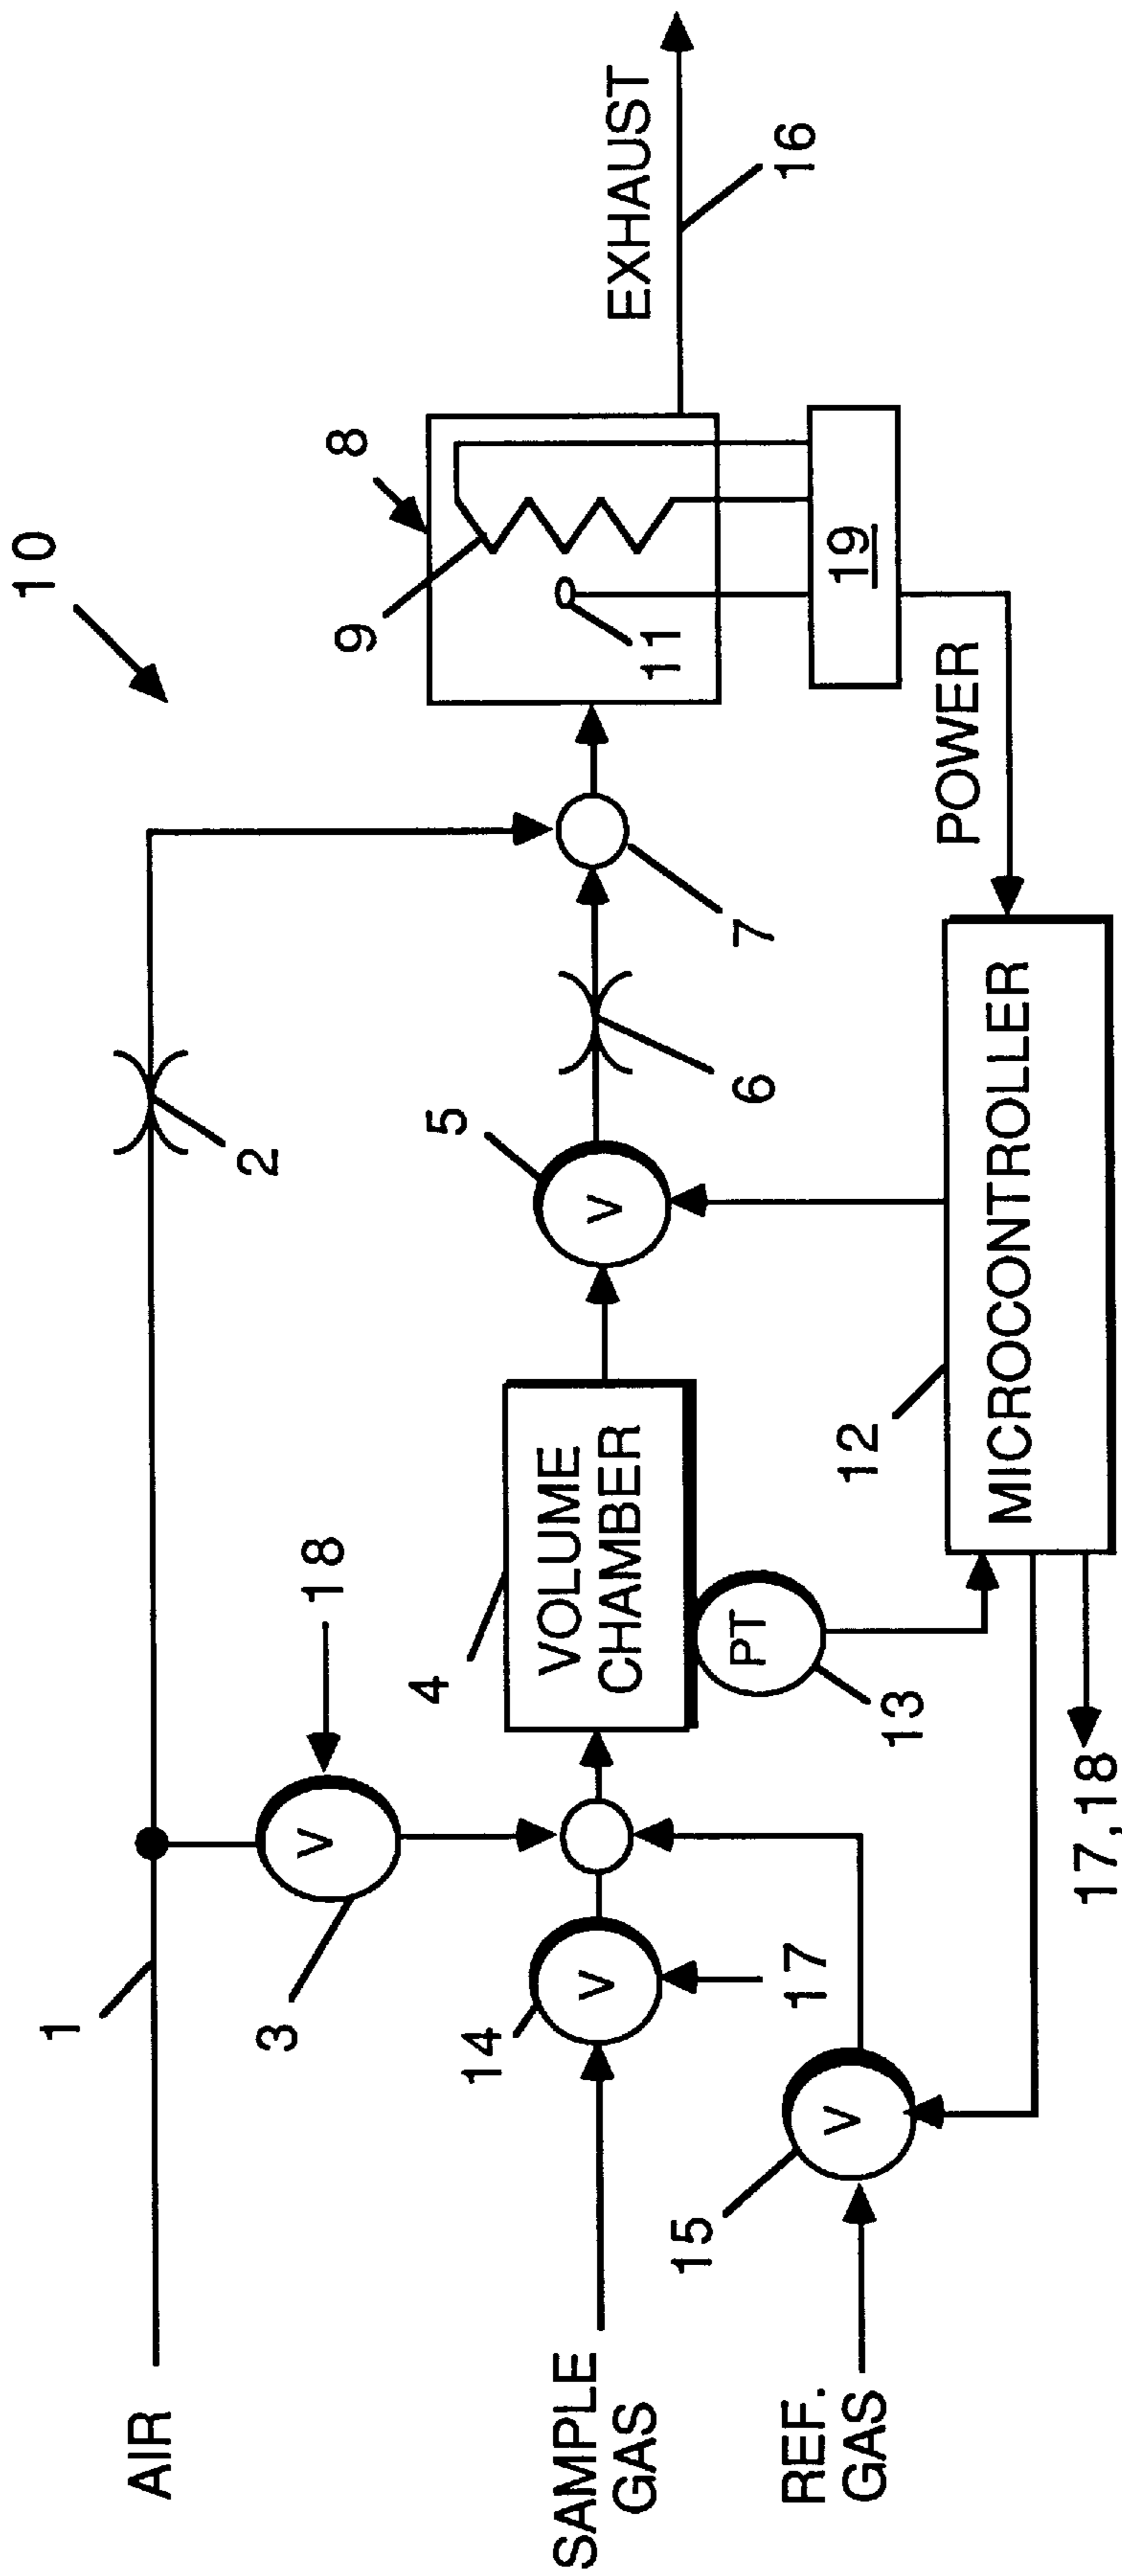 10
AIR
1
2
3
V
18
SAMPLE
GAS
14
V
17
4
VOLUME
CHAMBER
5
V
6
7
8
9
11
EXHAUST
16
REF.
GAS
15
V
PT
13
12
MICROCONTROLLER
POWER
19
17,18